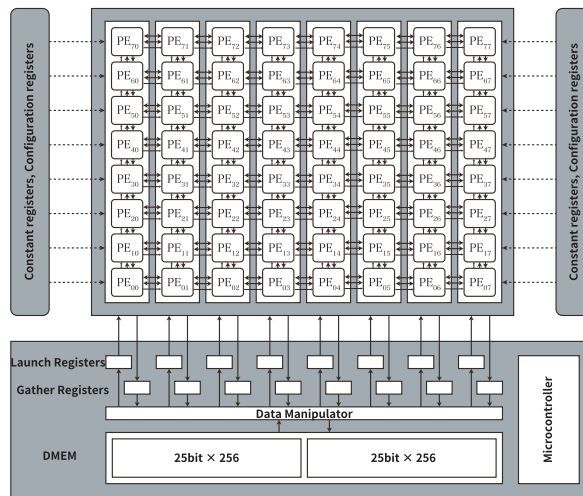 Constant registers, Configuration registers
PE70 PE71 PE72 PE73 PE74 PE75 PE76 PE77
PE60 PE61 PE62 PE63 PE64 PE65 PE66 PE67
PE50 PE51 PE52 PE53 PE54 PE55 PE56 PE57
PE40 PE41 PE42 PE43 PE44 PE45 PE46 PE47
PE30 PE31 PE32 PE33 PE34 PE35 PE36 PE37
PE20 PE21 PE22 PE23 PE24 PE25 PE26 PE27
PE10 PE11 PE12 PE13 PE14 PE15 PE16 PE17
PE00 PE01 PE02 PE03 PE04 PE05 PE06 PE07
Constant registers, Configuration registers
Launch Registers
Gather Registers
Data Manipulator
DMEM
25bit × 256
25bit × 256
Microcontroller